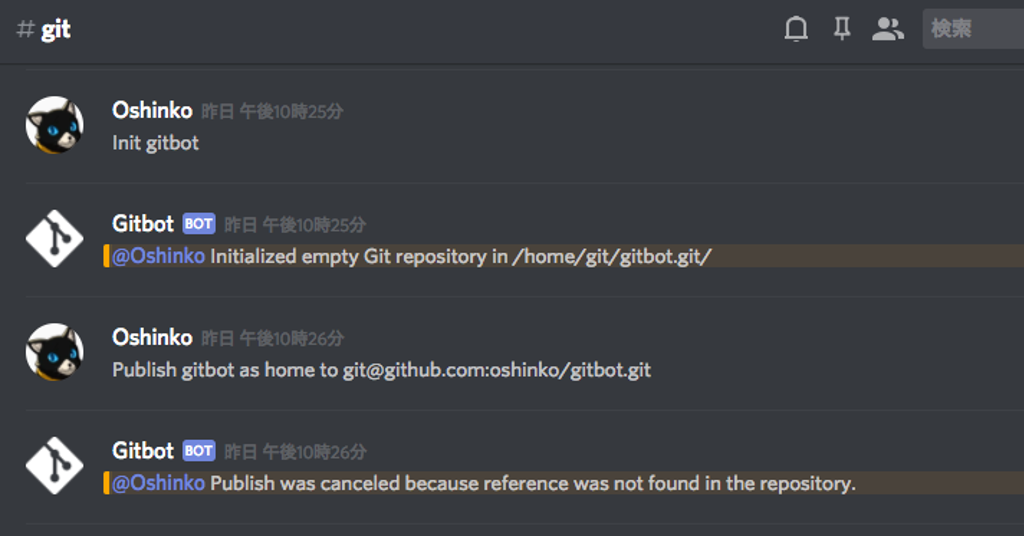 # git
検索
Oshinko 昨日 午後10時25分
Init gitbot
Gitbot BOT 昨日 午後10時25分
@Oshinko Initialized empty Git repository in /home/git/gitbot.git/
Oshinko 昨日 午後10時26分
Publish gitbot as home to git@github.com:oshinko/gitbot.git
Gitbot BOT 昨日 午後10時26分
@Oshinko Publish was canceled because reference was not found in the repository.